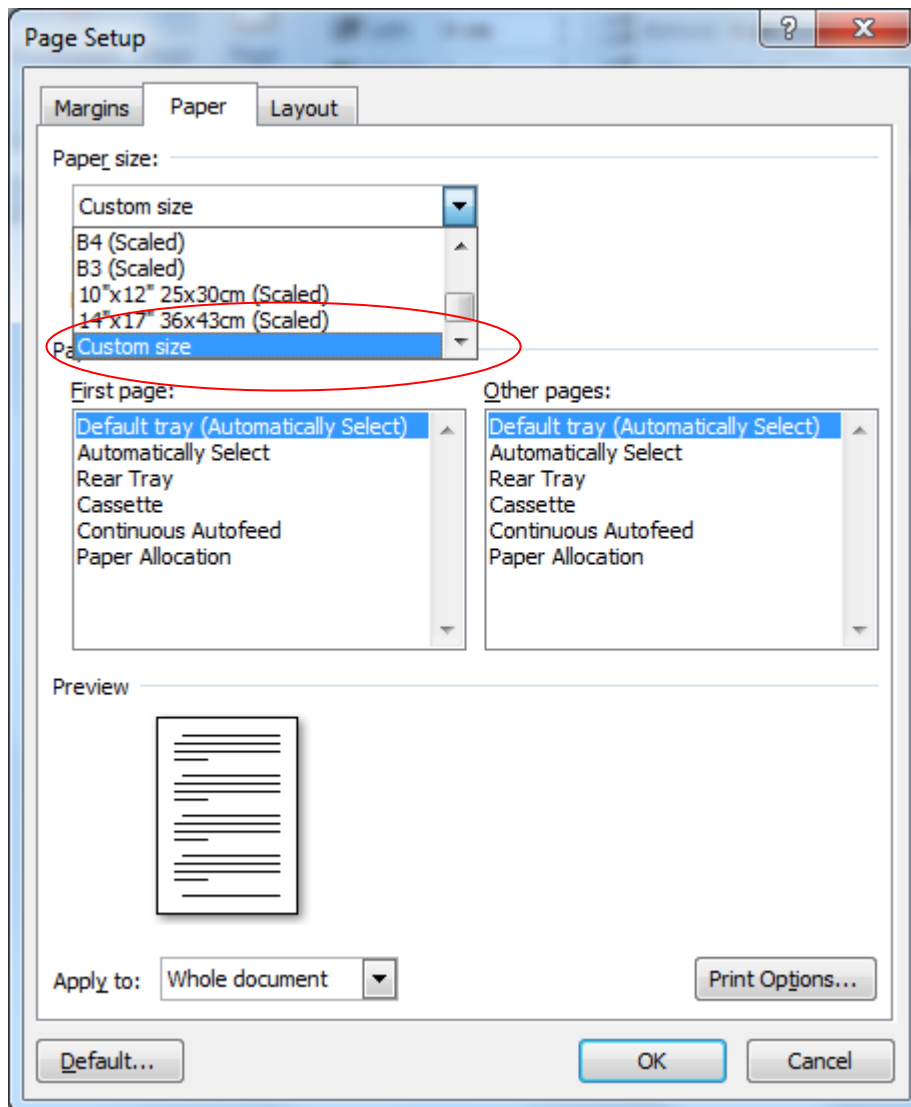 Page Setup
Margins Paper Layout
Paper size:
Custom size
B4 (Scaled)
B3 (Scaled)
10"x12" 25x30cm (Scaled)
14"x17" 36x43cm (Scaled)
Custom size
Pa
First page: Other pages:
Default tray (Automatically Select) Default tray (Automatically Select)
Automatically Select Automatically Select
Rear Tray Rear Tray
Cassette Cassette
Continuous Autofeed Continuous Autofeed
Paper Allocation Paper Allocation
Preview
Apply to: Whole document Print Options...
Default... OK Cancel